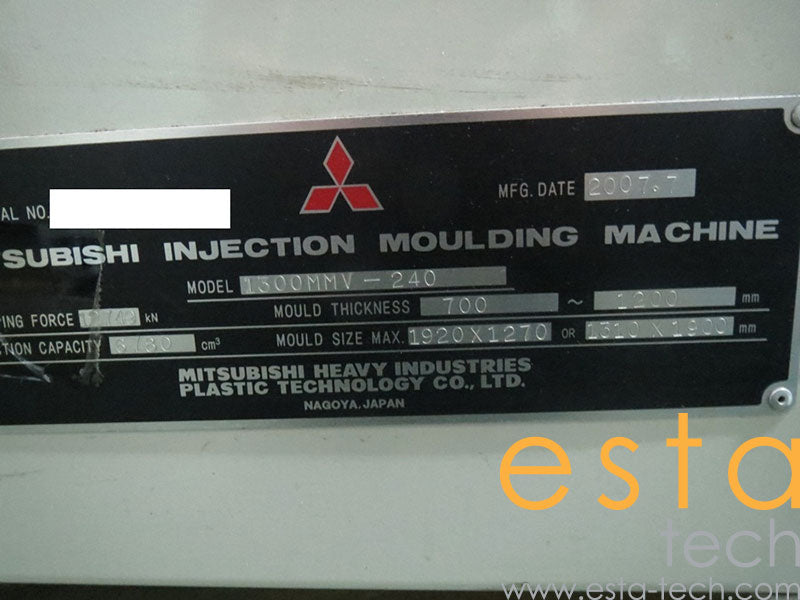 AL NO.
MFG. DATE 2007.7
SUBISHI INJECTION MOULDING MACHINE
MODEL 1300MMV-240
PING FORCE kN
MOULD THICKNESS 700 ~ 1200 mm
CTION CAPACITY cm³
MOULD SIZE MAX. 1920X1270 OR 1310X1900 mm
MITSUBISHI HEAVY INDUSTRIES
PLASTIC TECHNOLOGY CO., LTD.
NAGOYA, JAPAN
esta
tech
www.esta-tech.com